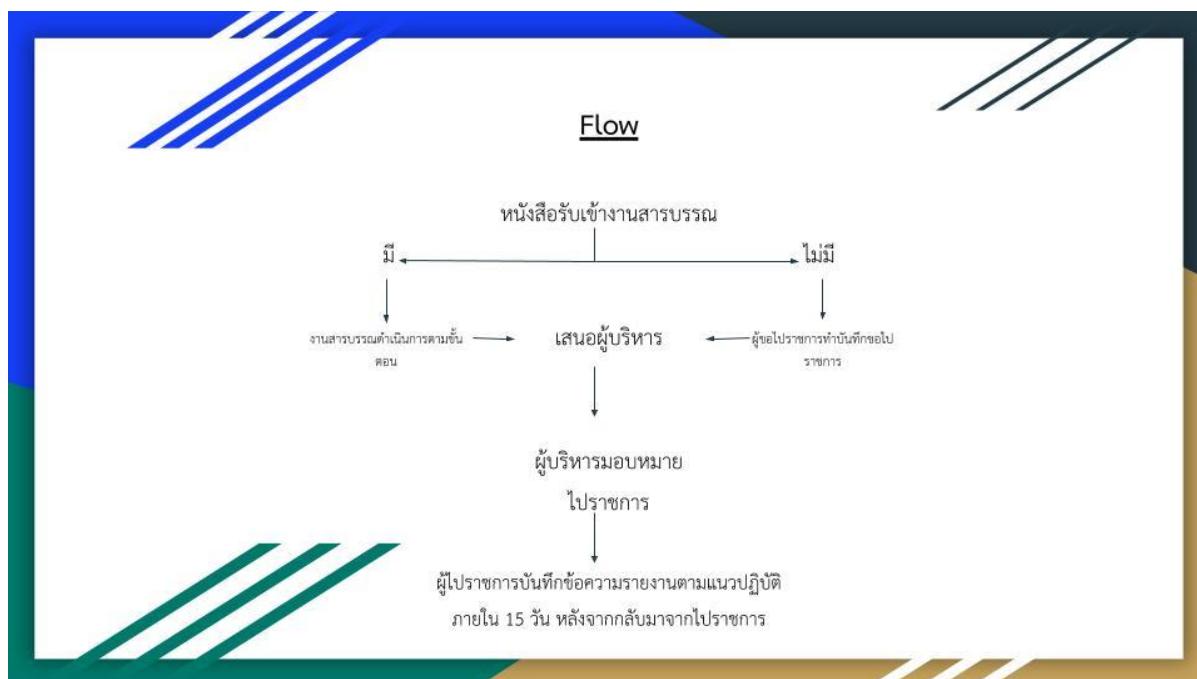 Flow
หนังสือรับเข้างานสารบรรณ
มี
ไม่มี
งานสารบรรณดำเนินการตามขั้น
ตอน
เสนอผู้บริหาร
ผู้ขอไปราชการทำบันทึกขอไป
ราชการ
ผู้บริหารมอบหมาย
ไปราชการ
ผู้ไปราชการบันทึกข้อความรายงานตามแนวปฏิบัติ
ภายใน 15 วัน หลังจากกลับมาจากไปราชการ